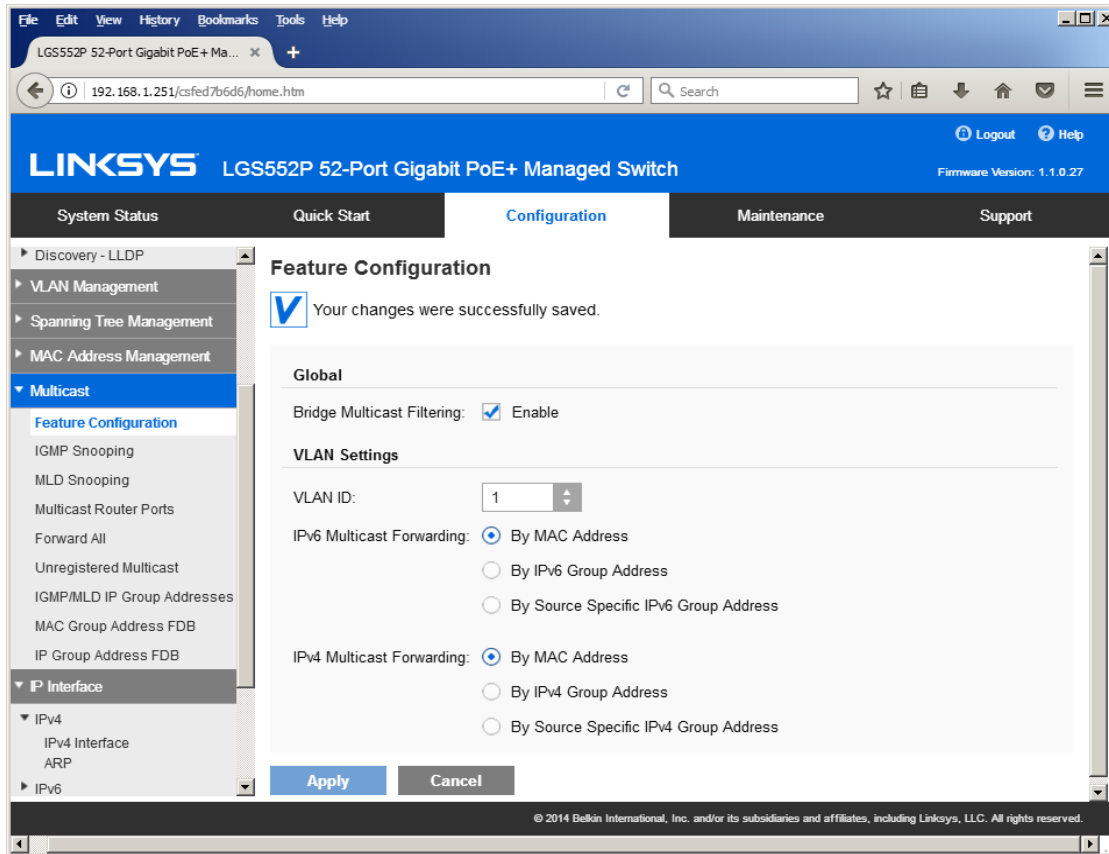 File Edit View History Bookmarks Tools Help
LGS552P 52-Port Gigabit PoE+ Ma...
192.168.1.251/csfed7b6d6/home.htm
Search
Logout Help
LINKSYS LGS552P 52-Port Gigabit PoE+ Managed Switch
Firmware Version: 1.1.0.27
System Status Quick Start Configuration Maintenance Support
Discovery - LLDP
VLAN Management
Spanning Tree Management
MAC Address Management
Multicast
Feature Configuration
IGMP Snooping
MLD Snooping
Multicast Router Ports
Forward All
Unregistered Multicast
IGMP/MLD IP Group Addresses
MAC Group Address FDB
IP Group Address FDB
IP Interface
IPv4
IPv4 Interface
ARP
IPv6
Feature Configuration
Your changes were successfully saved.
Global
Bridge Multicast Filtering: Enable
VLAN Settings
VLAN ID: 1
IPv6 Multicast Forwarding: By MAC Address
By IPv6 Group Address
By Source Specific IPv6 Group Address
IPv4 Multicast Forwarding: By MAC Address
By IPv4 Group Address
By Source Specific IPv4 Group Address
Apply Cancel
© 2014 Belkin International, Inc. and/or its subsidiaries and affiliates, including Linksys, LLC. All rights reserved.